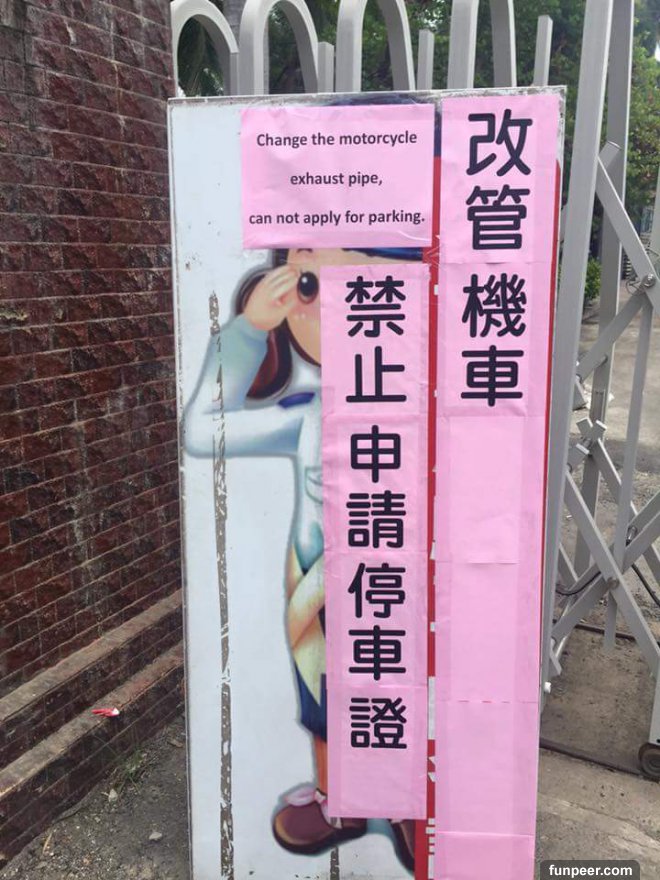 Change the motorcycle
exhaust pipe,
can not apply for parking.
改管機車
禁止申請停車證
funpeer.com